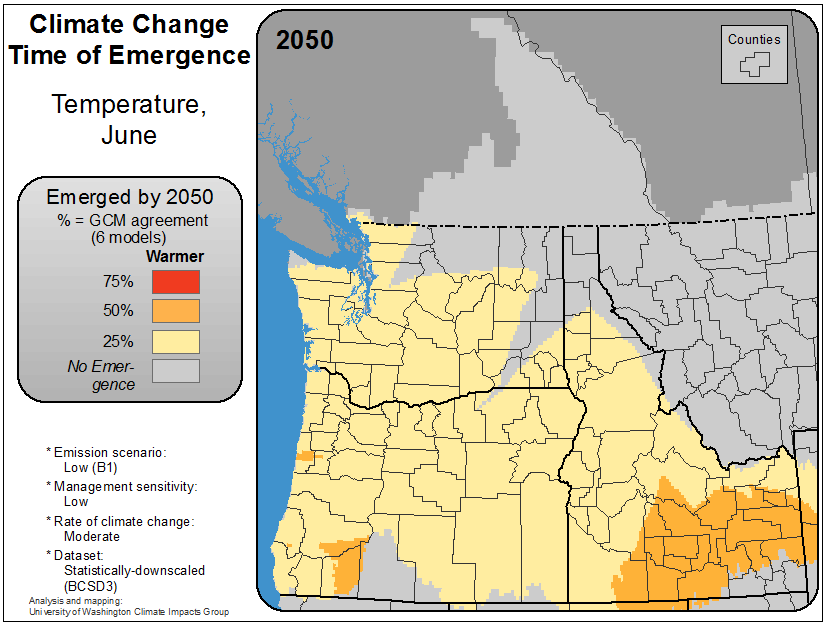 Climate Change
Time of Emergence
Temperature,
June
Emerged by 2050
% = GCM agreement
(6 models)
Warmer
75%
50%
25%
No Emer-
gence
* Emission scenario:
Low (B1)
* Management sensitivity:
Low
* Rate of climate change:
Moderate
* Dataset:
Statistically-downscaled
(BCSD3)
Analysis and mapping:
University of Washington Climate Impacts Group
2050
Counties